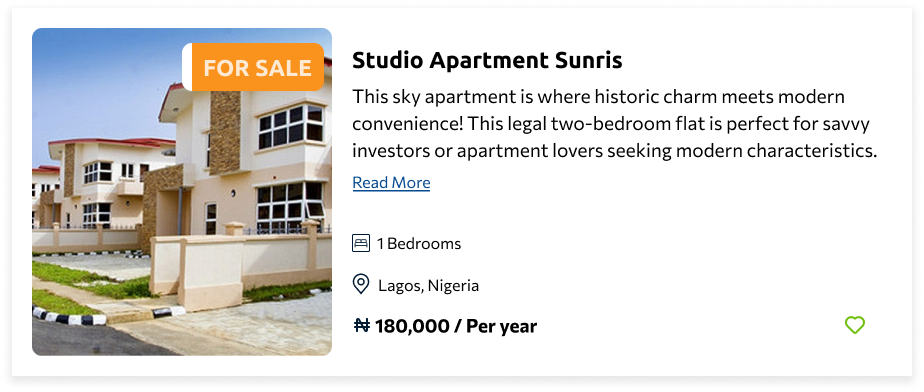 FOR SALE
Studio Apartment Sunris
This sky apartment is where historic charm meets modern
convenience! This legal two-bedroom flat is perfect for savvy
investors or apartment lovers seeking modern characteristics.
Read More
1 Bedrooms
Lagos, Nigeria
₦ 180,000 / Per year